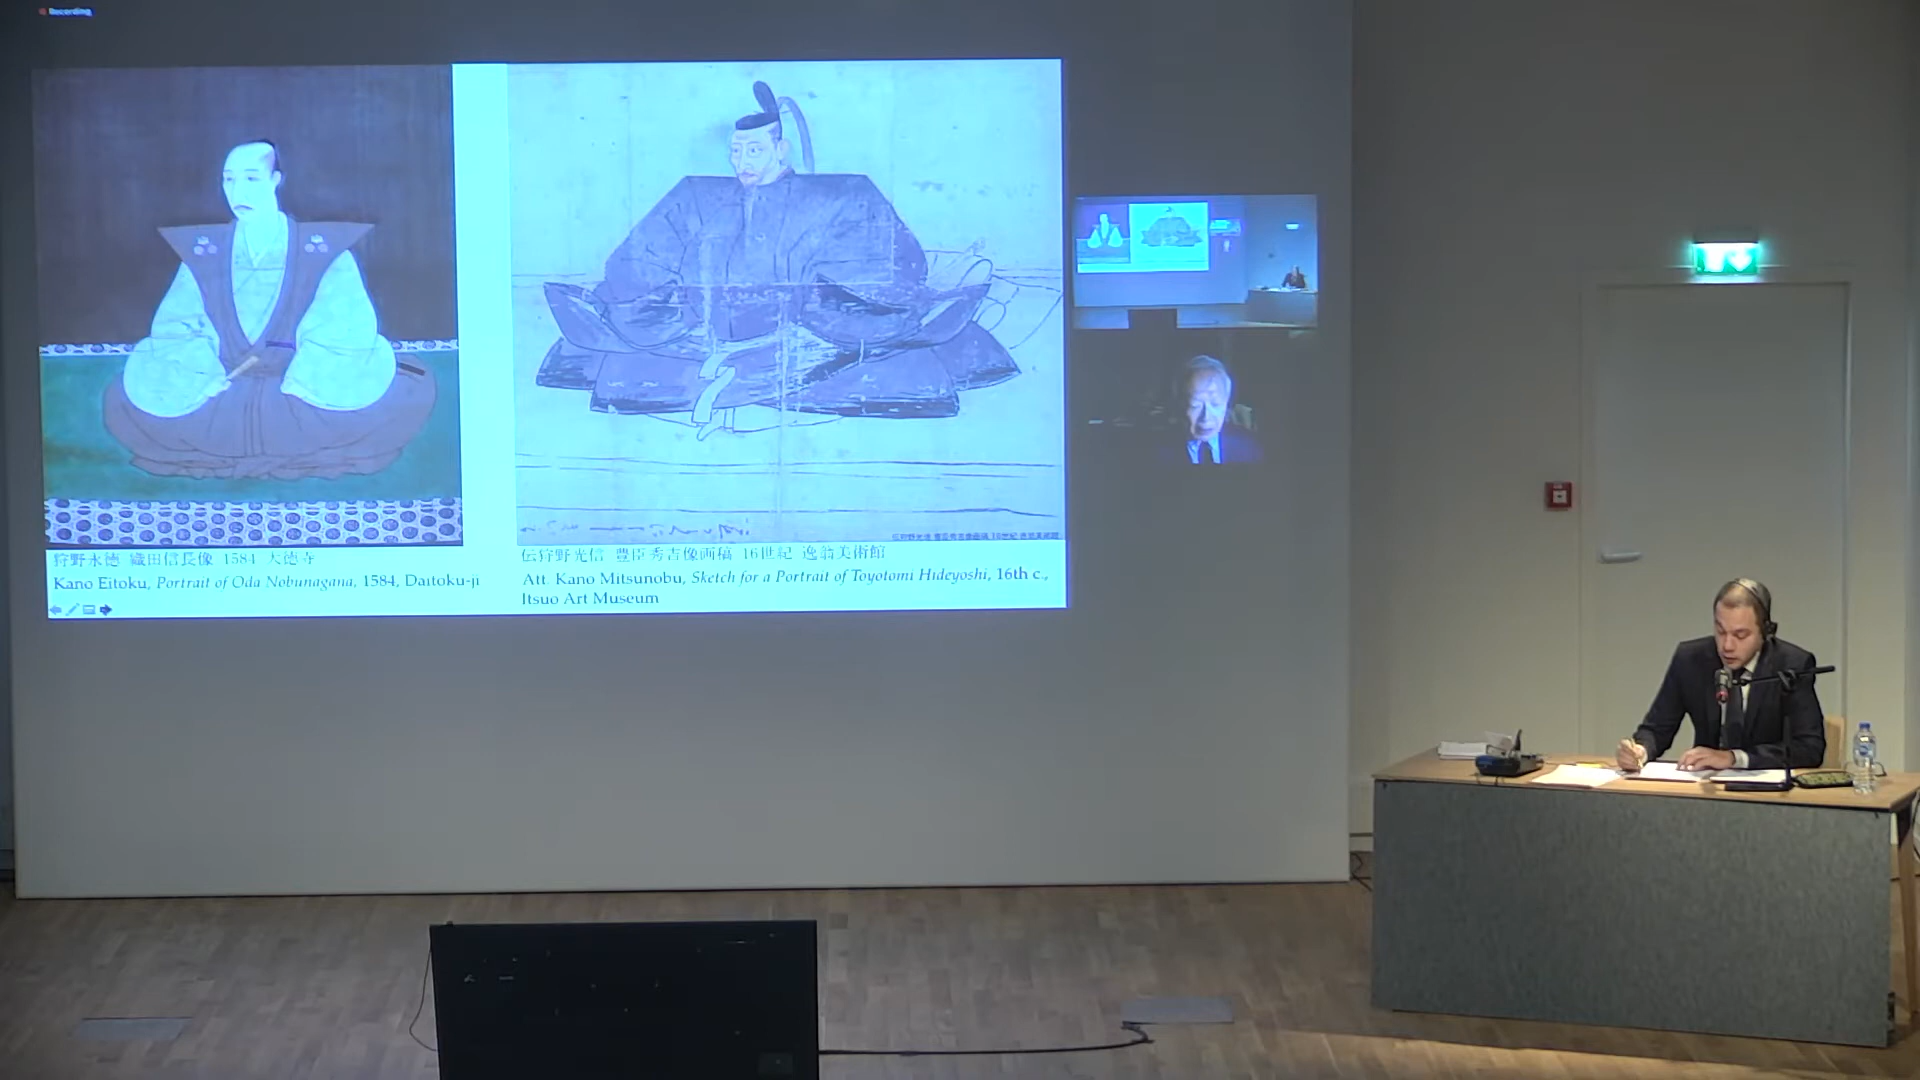 Recording
狩野永徳 織田信長像 1584 大徳寺
Kano Eitoku, Portrait of Oda Nobunagana, 1584, Daitoku-ji
伝狩野光信 豊臣秀吉像画稿 16世紀 逸翁美術館
Att. Kano Mitsunobu, Sketch for a Portrait of Toyotomi Hideyoshi, 16th c.,
Itsuo Art Museum